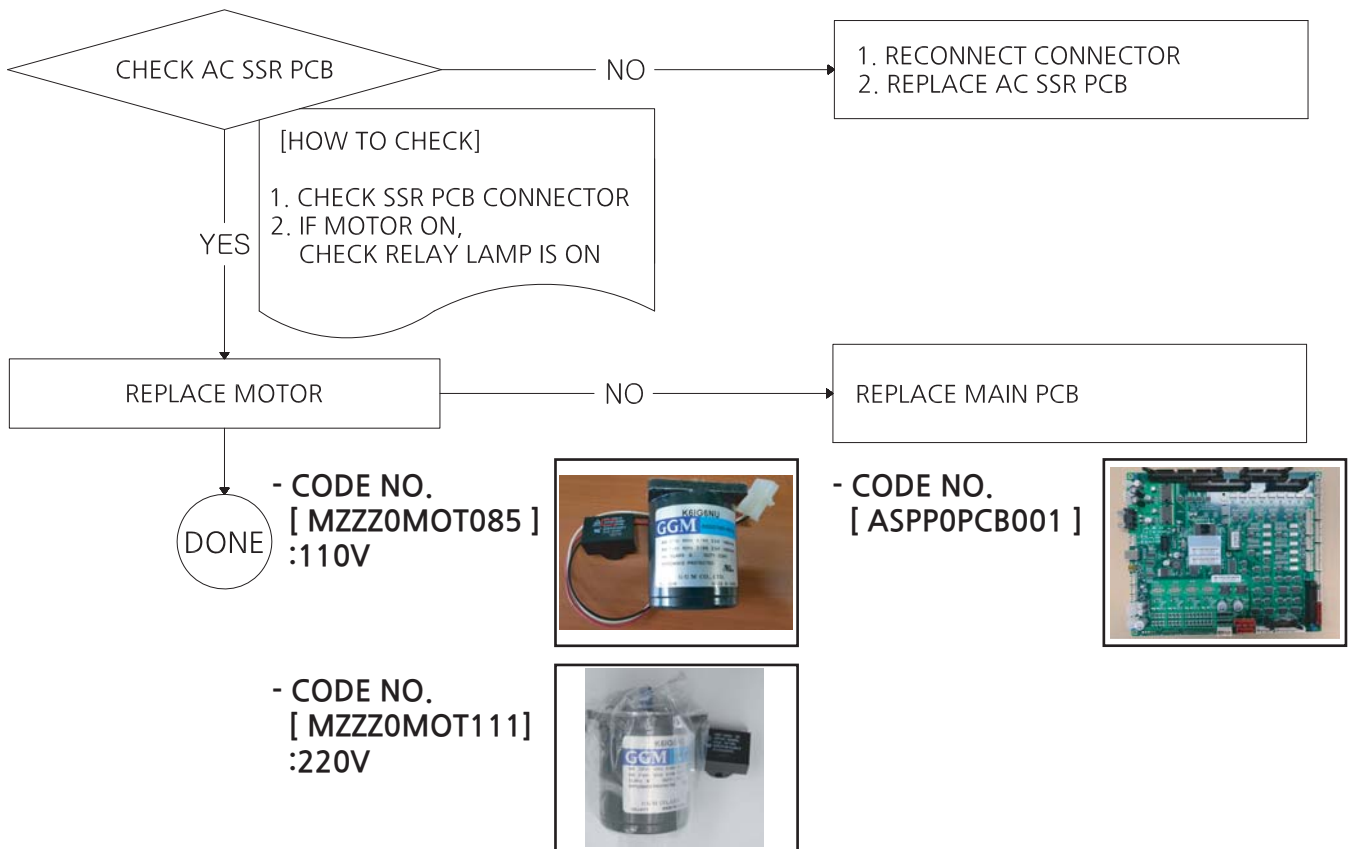 CHECK AC SSR PCB
NO
1. RECONNECT CONNECTOR
2. REPLACE AC SSR PCB
[HOW TO CHECK]
1. CHECK SSR PCB CONNECTOR
2. IF MOTOR ON,
CHECK RELAY LAMP IS ON
YES
REPLACE MOTOR
NO
REPLACE MAIN PCB
DONE
- CODE NO.
[ MZZZ0MOT085 ]
:110V
K6IG6NU
GGM
- CODE NO.
[ ASPP0PCB001 ]
- CODE NO.
[ MZZZ0MOT111]
:220V
GGM